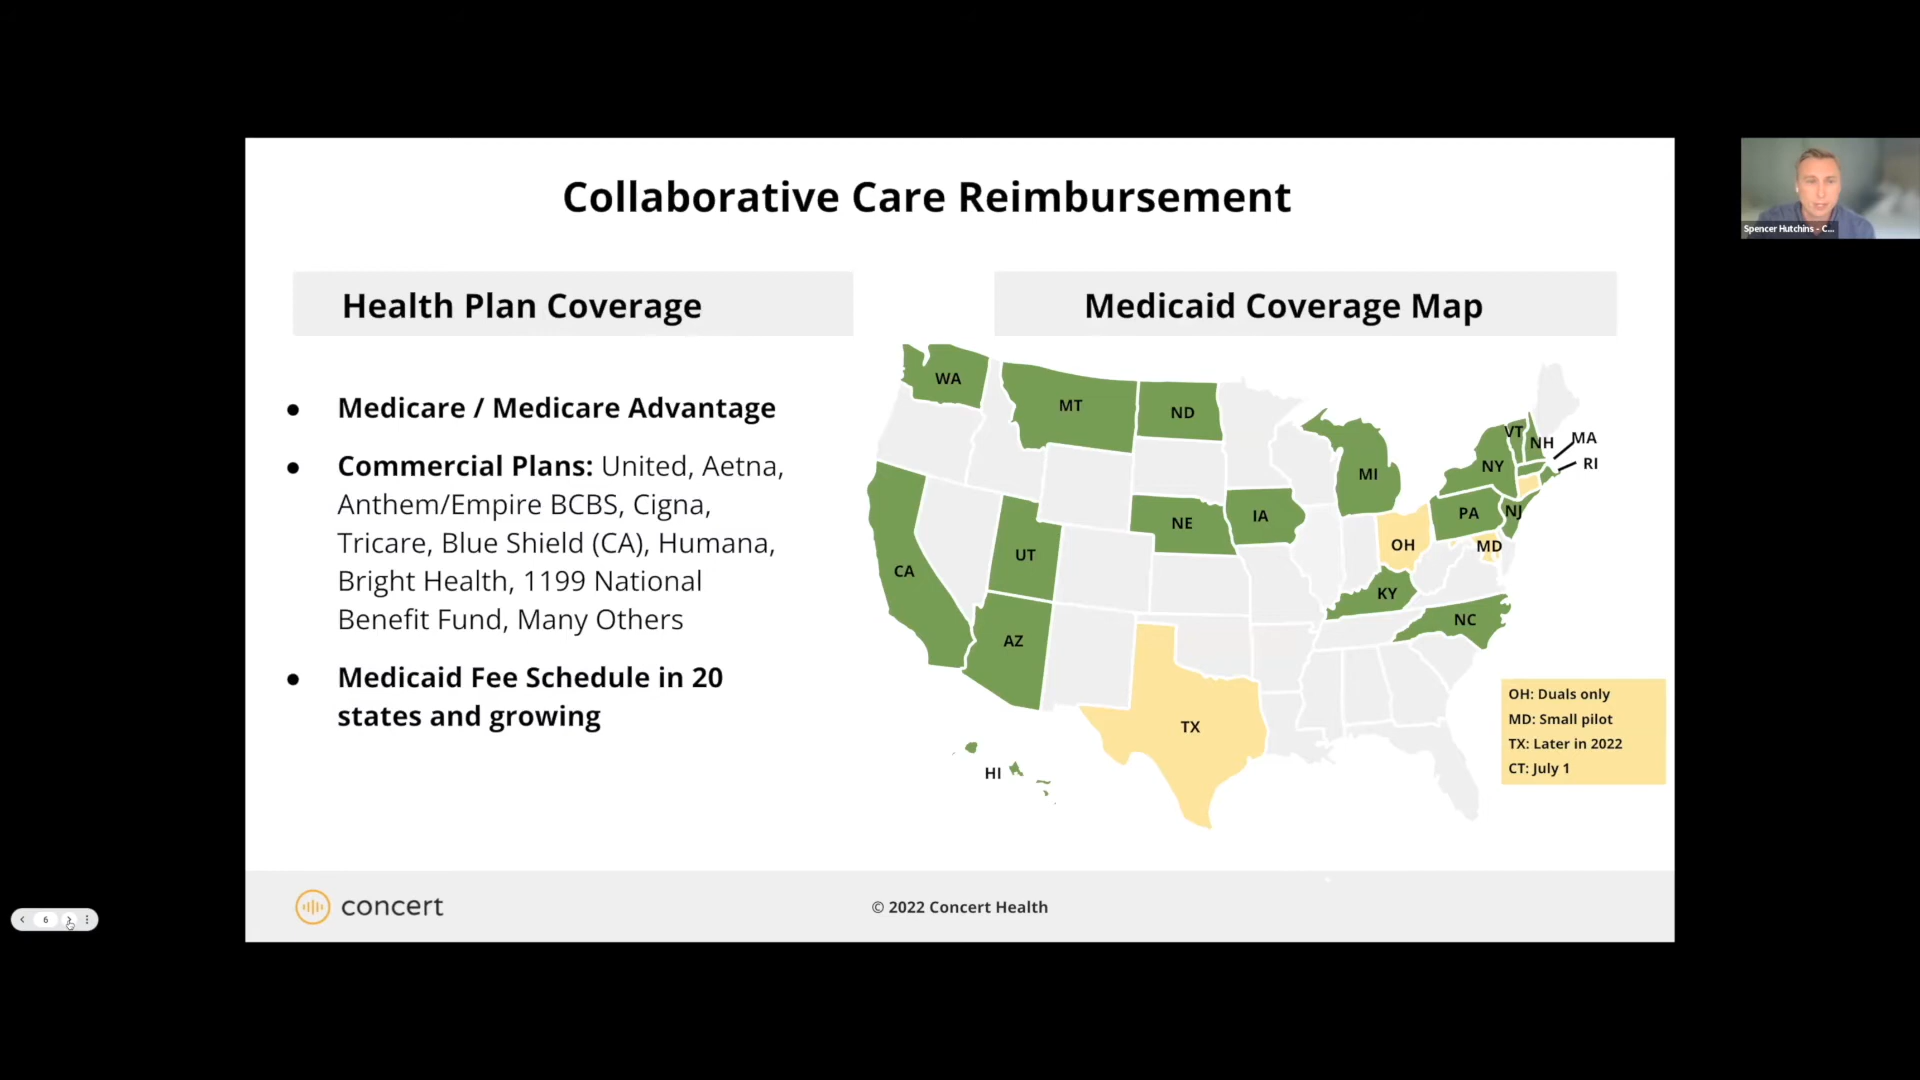 Collaborative Care Reimbursement
Health Plan Coverage
● Medicare / Medicare Advantage
● Commercial Plans: United, Aetna,
Anthem/Empire BCBS, Cigna,
Tricare, Blue Shield (CA), Humana,
Bright Health, 1199 National
Benefit Fund, Many Others
● Medicaid Fee Schedule in 20
states and growing
Medicaid Coverage Map
WA
MT
ND
MI
VT
NH
MA
RI
NY
PA
NJ
NE
IA
OH
MD
UT
CA
KY
NC
AZ
TX
HI
OH: Duals only
MD: Small pilot
TX: Later in 2022
CT: July 1
concert
© 2022 Concert Health
Spencer Hutchins - C...
6